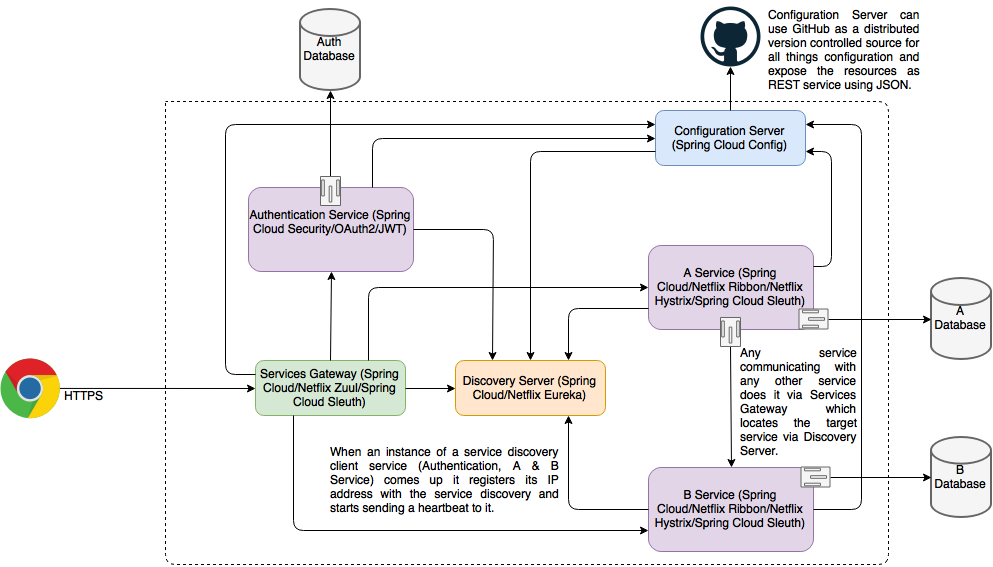 Auth
Database
Configuration Server can
use GitHub as a distributed
version controlled source for
all things configuration and
expose the resources as
REST service using JSON.
Configuration Server
(Spring Cloud Config)
Authentication Service (Spring
Cloud Security/OAuth2/JWT)
A Service (Spring
Cloud/Netflix Ribbon/Netflix
Hystrix/Spring Cloud Sleuth)
A
Database
HTTPS
Services Gateway (Spring
Cloud/Netflix Zuul/Spring
Cloud Sleuth)
Discovery Server (Spring
Cloud/Netflix Eureka)
Any service
communicating with
any other service
does it via Services
Gateway which
locates the target
service via Discovery
Server.
When an instance of a service discovery
client service (Authentication, A & B
Service) comes up it registers its IP
address with the service discovery and
starts sending a heartbeat to it.
B Service (Spring
Cloud/Netflix Ribbon/Netflix
Hystrix/Spring Cloud Sleuth)
B
Database